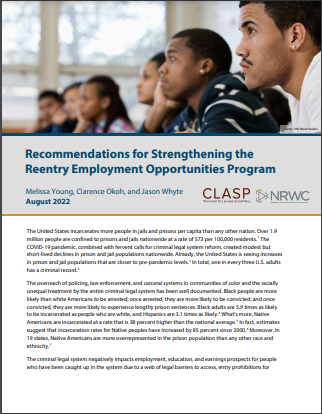 Recommendations for Strengthening the
Reentry Employment Opportunities Program
Melissa Young, Clarence Okoh, and Jason Whyte
August 2022
CLASP
NRWC
The United States incarcerates more people in jails and prisons per capita than any other nation. Over 1.9
million people are confined to prisons and jails nationwide at a rate of 573 per 100,000 residents.¹ The
COVID-19 pandemic, combined with fervent calls for criminal legal system reform, created modest but
short-lived declines in prison and jail populations nationwide. Already, the United States is seeing increases
in prison and jail populations that are closer to pre-pandemic levels.² In total, one in every three U.S. adults
has a criminal record.³
The overreach of policing, law enforcement, and carceral systems in communities of color and the racially
unequal treatment by the entire criminal legal system has been well documented. Black people are more
likely than white Americans to be arrested; once arrested, they are more likely to be convicted; and once
convicted, they are more likely to experience lengthy prison sentences. Black adults are 5.9 times as likely
to be incarcerated as people who are white, and Hispanics are 3.1 times as likely.⁴ What's more, Native
Americans are incarcerated at a rate that is 38 percent higher than the national average.⁵ In fact, estimates
suggest that incarceration rates for Native peoples have increased by 85 percent since 2000.⁶ Moreover, in
19 states, Native Americans are more overrepresented in the prison population than any other race and
ethnicity.⁷
The criminal legal system negatively impacts employment, education, and earnings prospects for people
who have been caught up in the system due to a web of legal barriers to access, entry prohibitions for